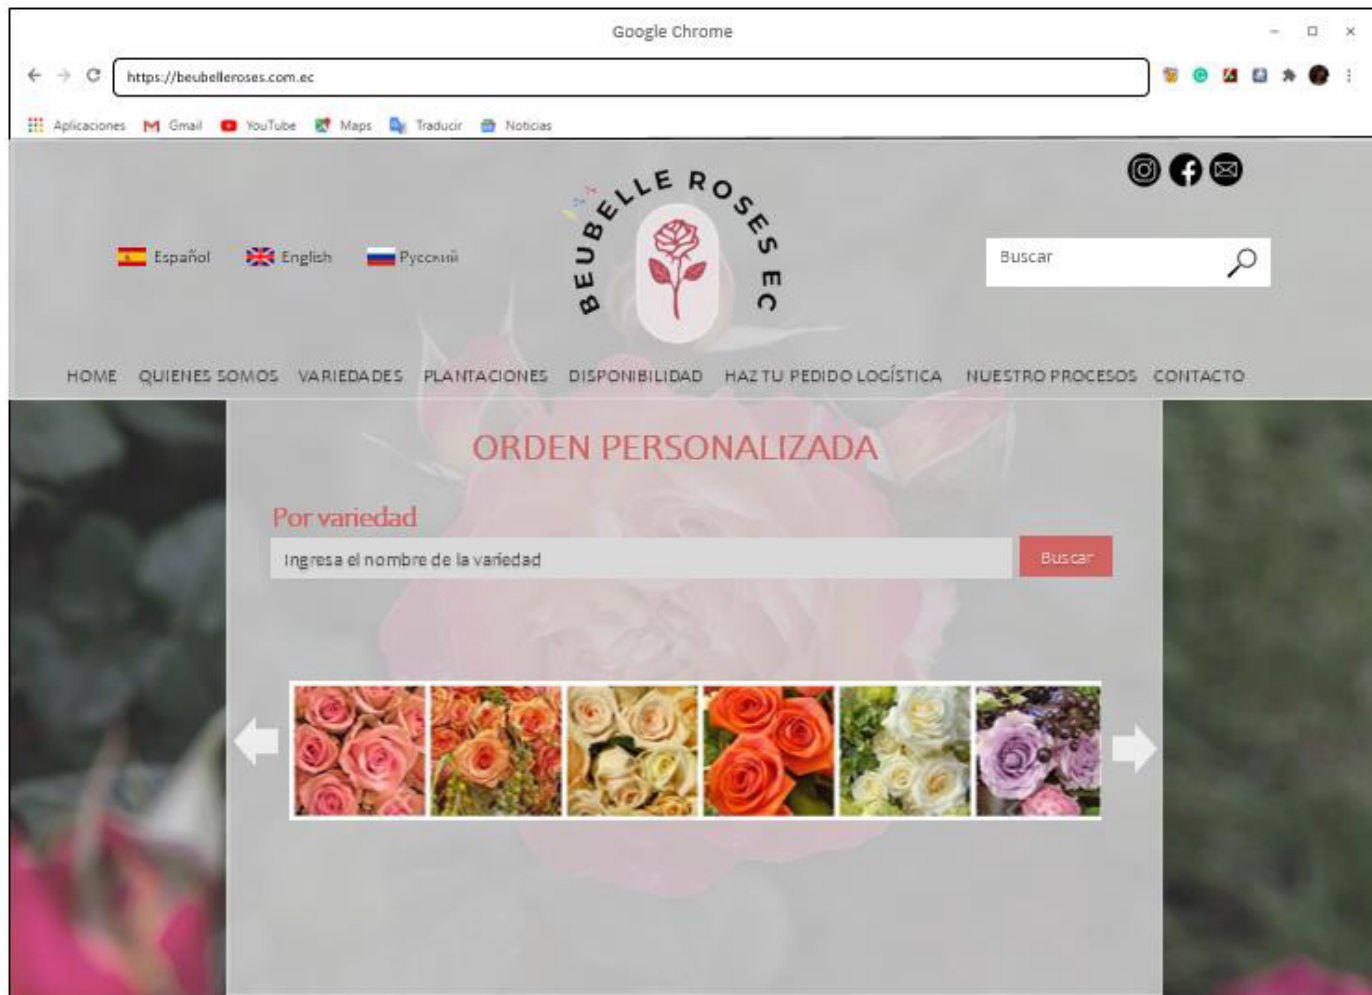 Google Chrome
https://beubelleroses.com.ec
Aplicaciones Gmail YouTube Maps Traducir Noticias
BEUBELLE ROSES EC
Español English Русский
Buscar
HOME QUIENES SOMOS VARIEDADES PLANTACIONES DISPONIBILIDAD HAZ TU PEDIDO LOGÍSTICA NUESTRO PROCESOS CONTACTO
ORDEN PERSONALIZADA
Por variedad
Ingresa el nombre de la variedad Buscar